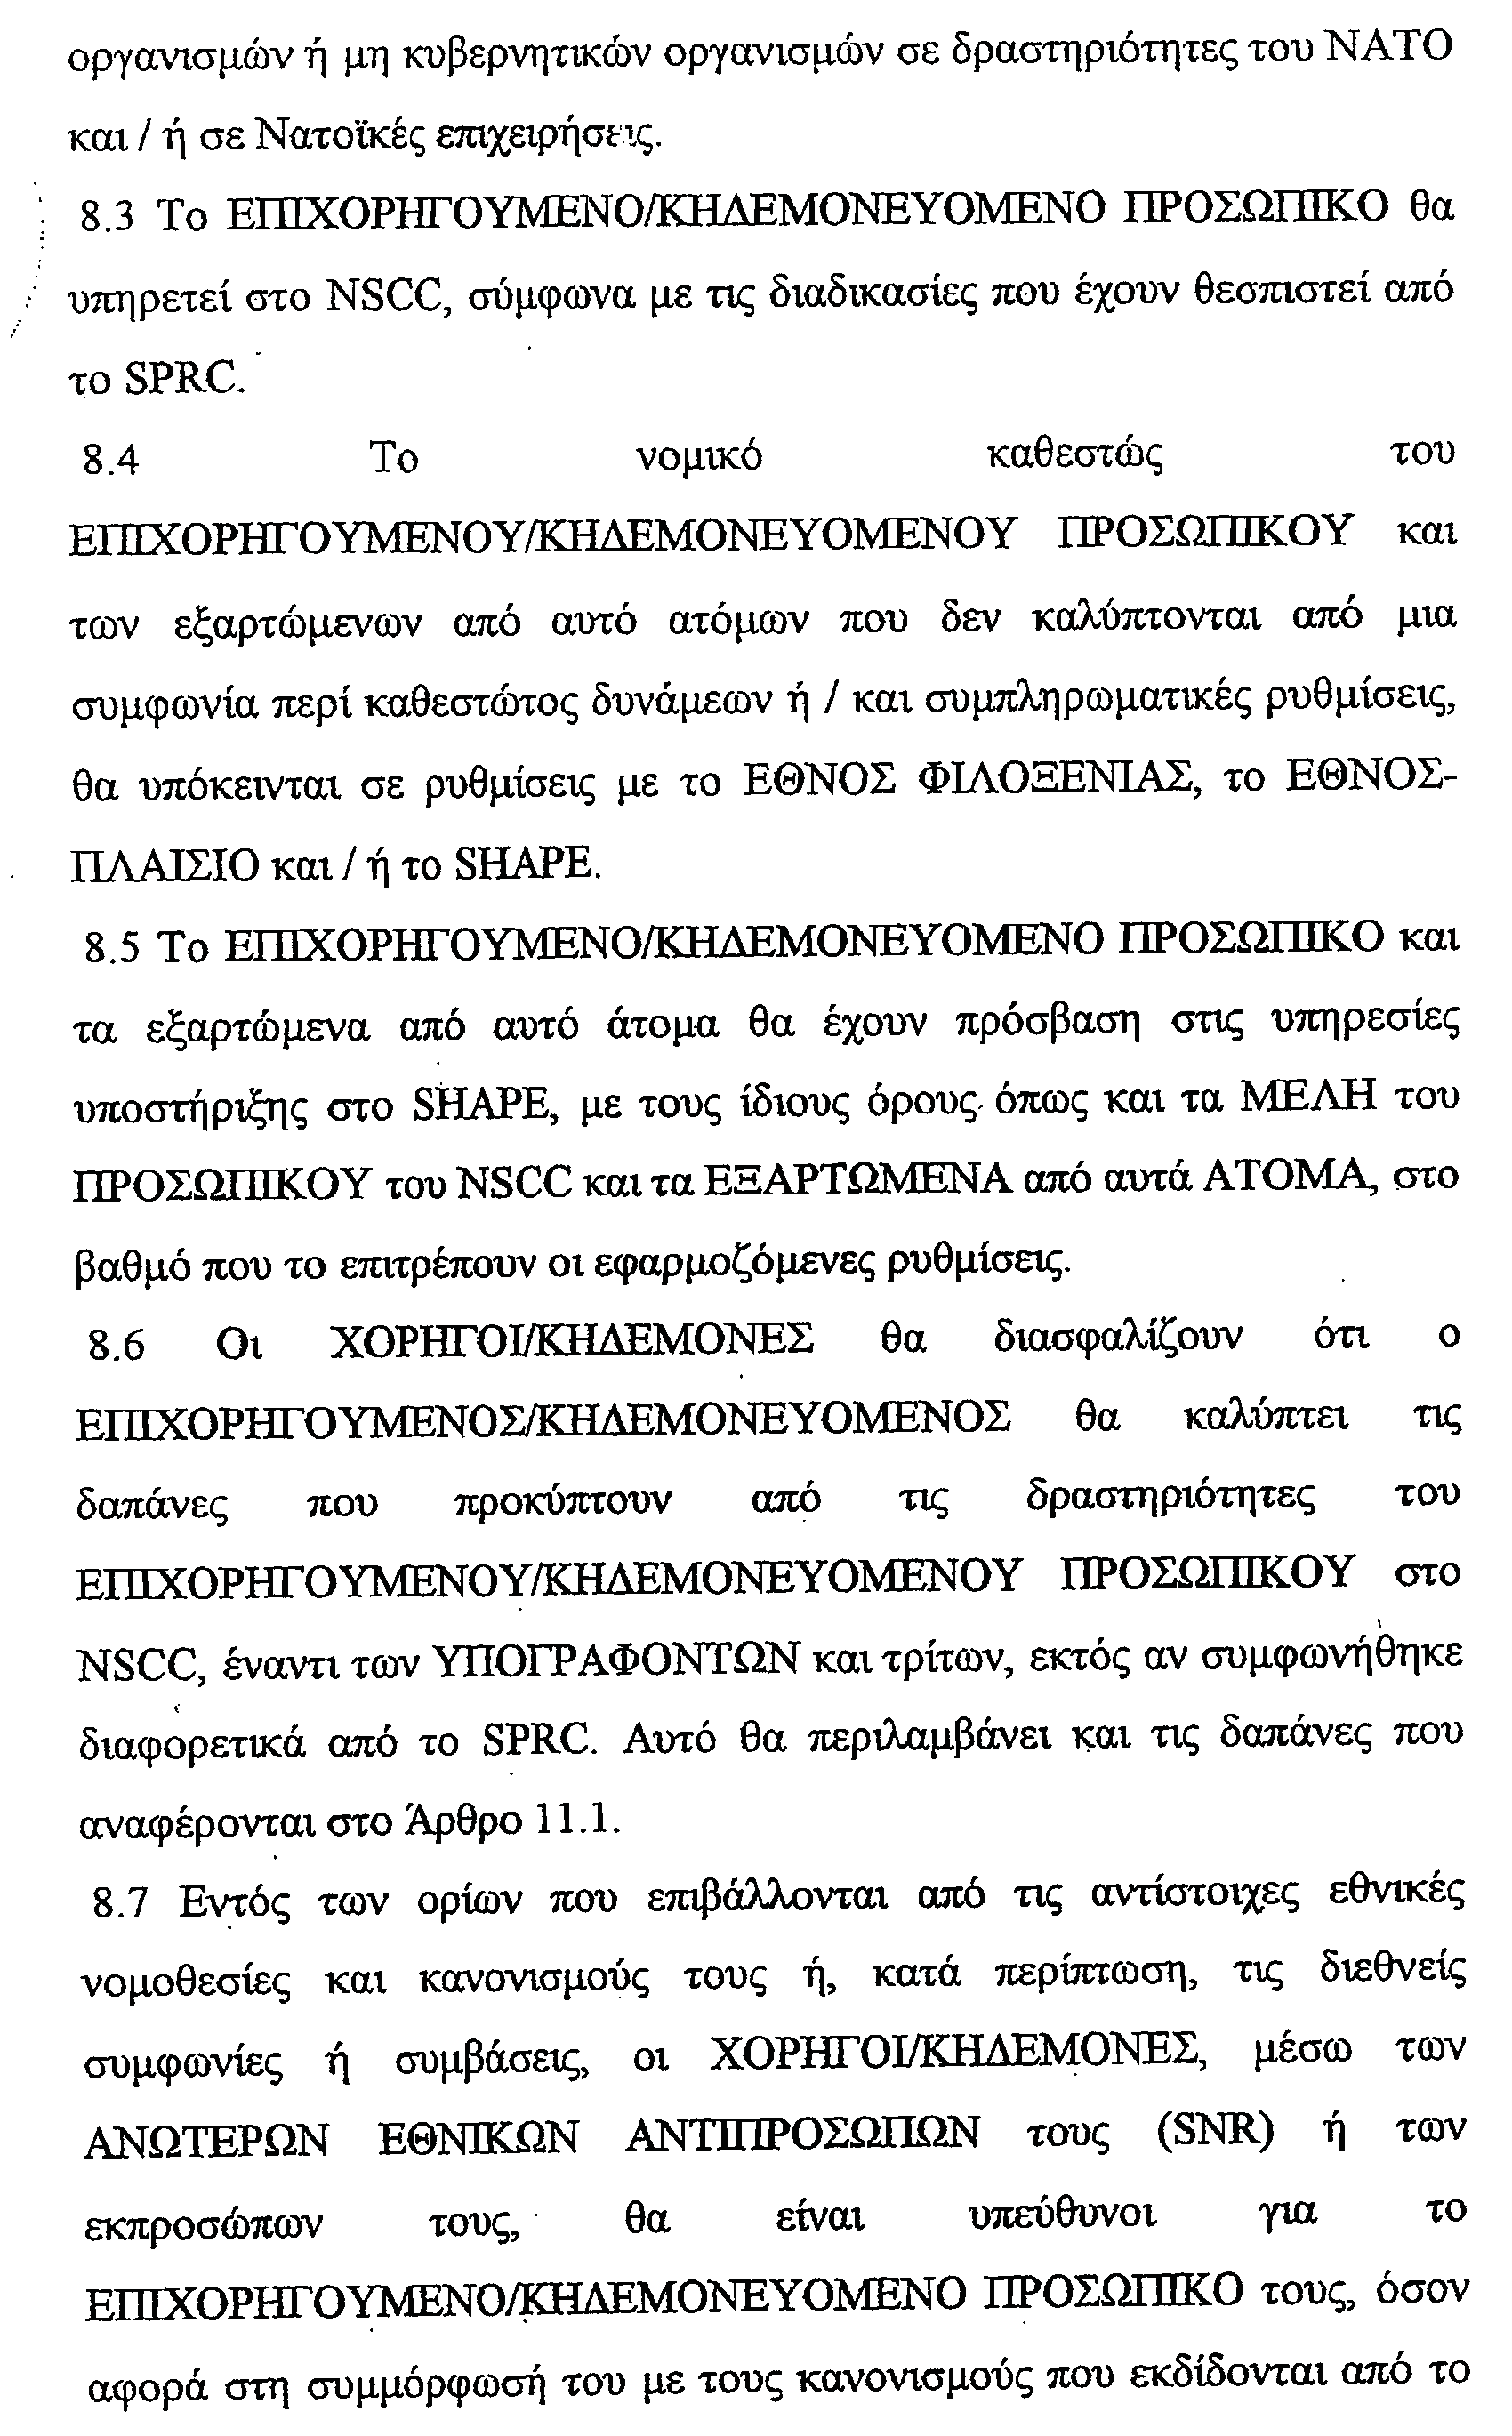 οργανισμών ή μη κυβερνητικών οργανισμών σε δραστηριότητες του ΝΑΤΟ
και / ή σε Νατοϊκές επιχειρήσεις.
8.3 Το ΕΠΙΧΟΡΗΓΟΥΜΕΝΟ/ΚΗΔΕΜΟΝΕΥΟΜΕΝΟ ΠΡΟΣΩΠΙΚΟ θα
υπηρετεί στο NSCC, σύμφωνα με τις διαδικασίες που έχουν θεσπιστεί από
το SPRC.
8.4 Το νομικό καθεστώς του
ΕΠΙΧΟΡΗΓΟΥΜΕΝΟΥ/ΚΗΔΕΜΟΝΕΥΟΜΕΝΟΥ ΠΡΟΣΩΠΙΚΟΥ και
των εξαρτώμενων από αυτό ατόμων που δεν καλύπτονται από μια
συμφωνία περί καθεστώτος δυνάμεων ή / και συμπληρωματικές ρυθμίσεις,
θα υπόκεινται σε ρυθμίσεις με το ΕΘΝΟΣ ΦΙΛΟΞΕΝΙΑΣ, το ΕΘΝΟΣ-
ΠΛΑΙΣΙΟ και / ή το SHAPE.
8.5 Το ΕΠΙΧΟΡΗΓΟΥΜΕΝΟ/ΚΗΔΕΜΟΝΕΥΟΜΕΝΟ ΠΡΟΣΩΠΙΚΟ και
τα εξαρτώμενα από αυτό άτομα θα έχουν πρόσβαση στις υπηρεσίες
υποστήριξης στο SHAPE, με τους ίδιους όρους όπως και τα ΜΕΛΗ του
ΠΡΟΣΩΠΙΚΟΥ του NSCC και τα ΕΞΑΡΤΩΜΕΝΑ από αυτά ΑΤΟΜΑ, στο
βαθμό που το επιτρέπουν οι εφαρμοζόμενες ρυθμίσεις.
8.6 Οι ΧΟΡΗΓΟΙ/ΚΗΔΕΜΟΝΕΣ θα διασφαλίζουν ότι ο
ΕΠΙΧΟΡΗΓΟΥΜΕΝΟΣ/ΚΗΔΕΜΟΝΕΥΟΜΕΝΟΣ θα καλύπτει τις
δαπάνες που προκύπτουν από τις δραστηριότητες του
ΕΠΙΧΟΡΗΓΟΥΜΕΝΟΥ/ΚΗΔΕΜΟΝΕΥΟΜΕΝΟΥ ΠΡΟΣΩΠΙΚΟΥ στο
NSCC, έναντι των ΥΠΟΓΡΑΦΟΝΤΩΝ και τρίτων, εκτός αν συμφωνήθηκε
διαφορετικά από το SPRC. Αυτό θα περιλαμβάνει και τις δαπάνες που
αναφέρονται στο Άρθρο 11.1.
8.7 Εντός των ορίων που επιβάλλονται από τις αντίστοιχες εθνικές
νομοθεσίες και κανονισμούς τους ή, κατά περίπτωση, τις διεθνείς
συμφωνίες ή συμβάσεις, οι ΧΟΡΗΓΟΙ/ΚΗΔΕΜΟΝΕΣ, μέσω των
ΑΝΩΤΕΡΩΝ ΕΘΝΙΚΩΝ ΑΝΤΙΠΡΟΣΩΠΩΝ τους (SNR) ή των
εκπροσώπων τους, θα είναι υπεύθυνοι για το
ΕΠΙΧΟΡΗΓΟΥΜΕΝΟ/ΚΗΔΕΜΟΝΕΥΟΜΕΝΟ ΠΡΟΣΩΠΙΚΟ τους, όσον
αφορά στη συμμόρφωσή του με τους κανονισμούς που εκδίδονται από το